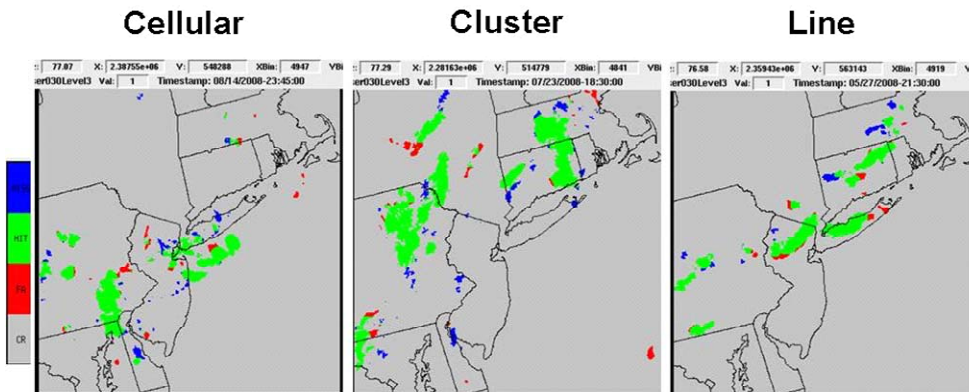 Cellular
Cluster
Line
77.07 X: 2.38755e+06 Y: 548288 XBin: 4947 YBi
ser030Level3 Val: 1 Timestamp: 08/14/2008-23:45:00
77.29 X: 2.28163e+06 Y: 514779 XBin: 4841 YB
ser030Level3 Val: 1 Timestamp: 07/23/2008-18:30:00
76.58 X: 2.35943e+06 Y: 563143 XBin: 4919 YBi
ser030Level3 Val: 1 Timestamp: 05/27/2008-21:30:00
HIT
FA
CR